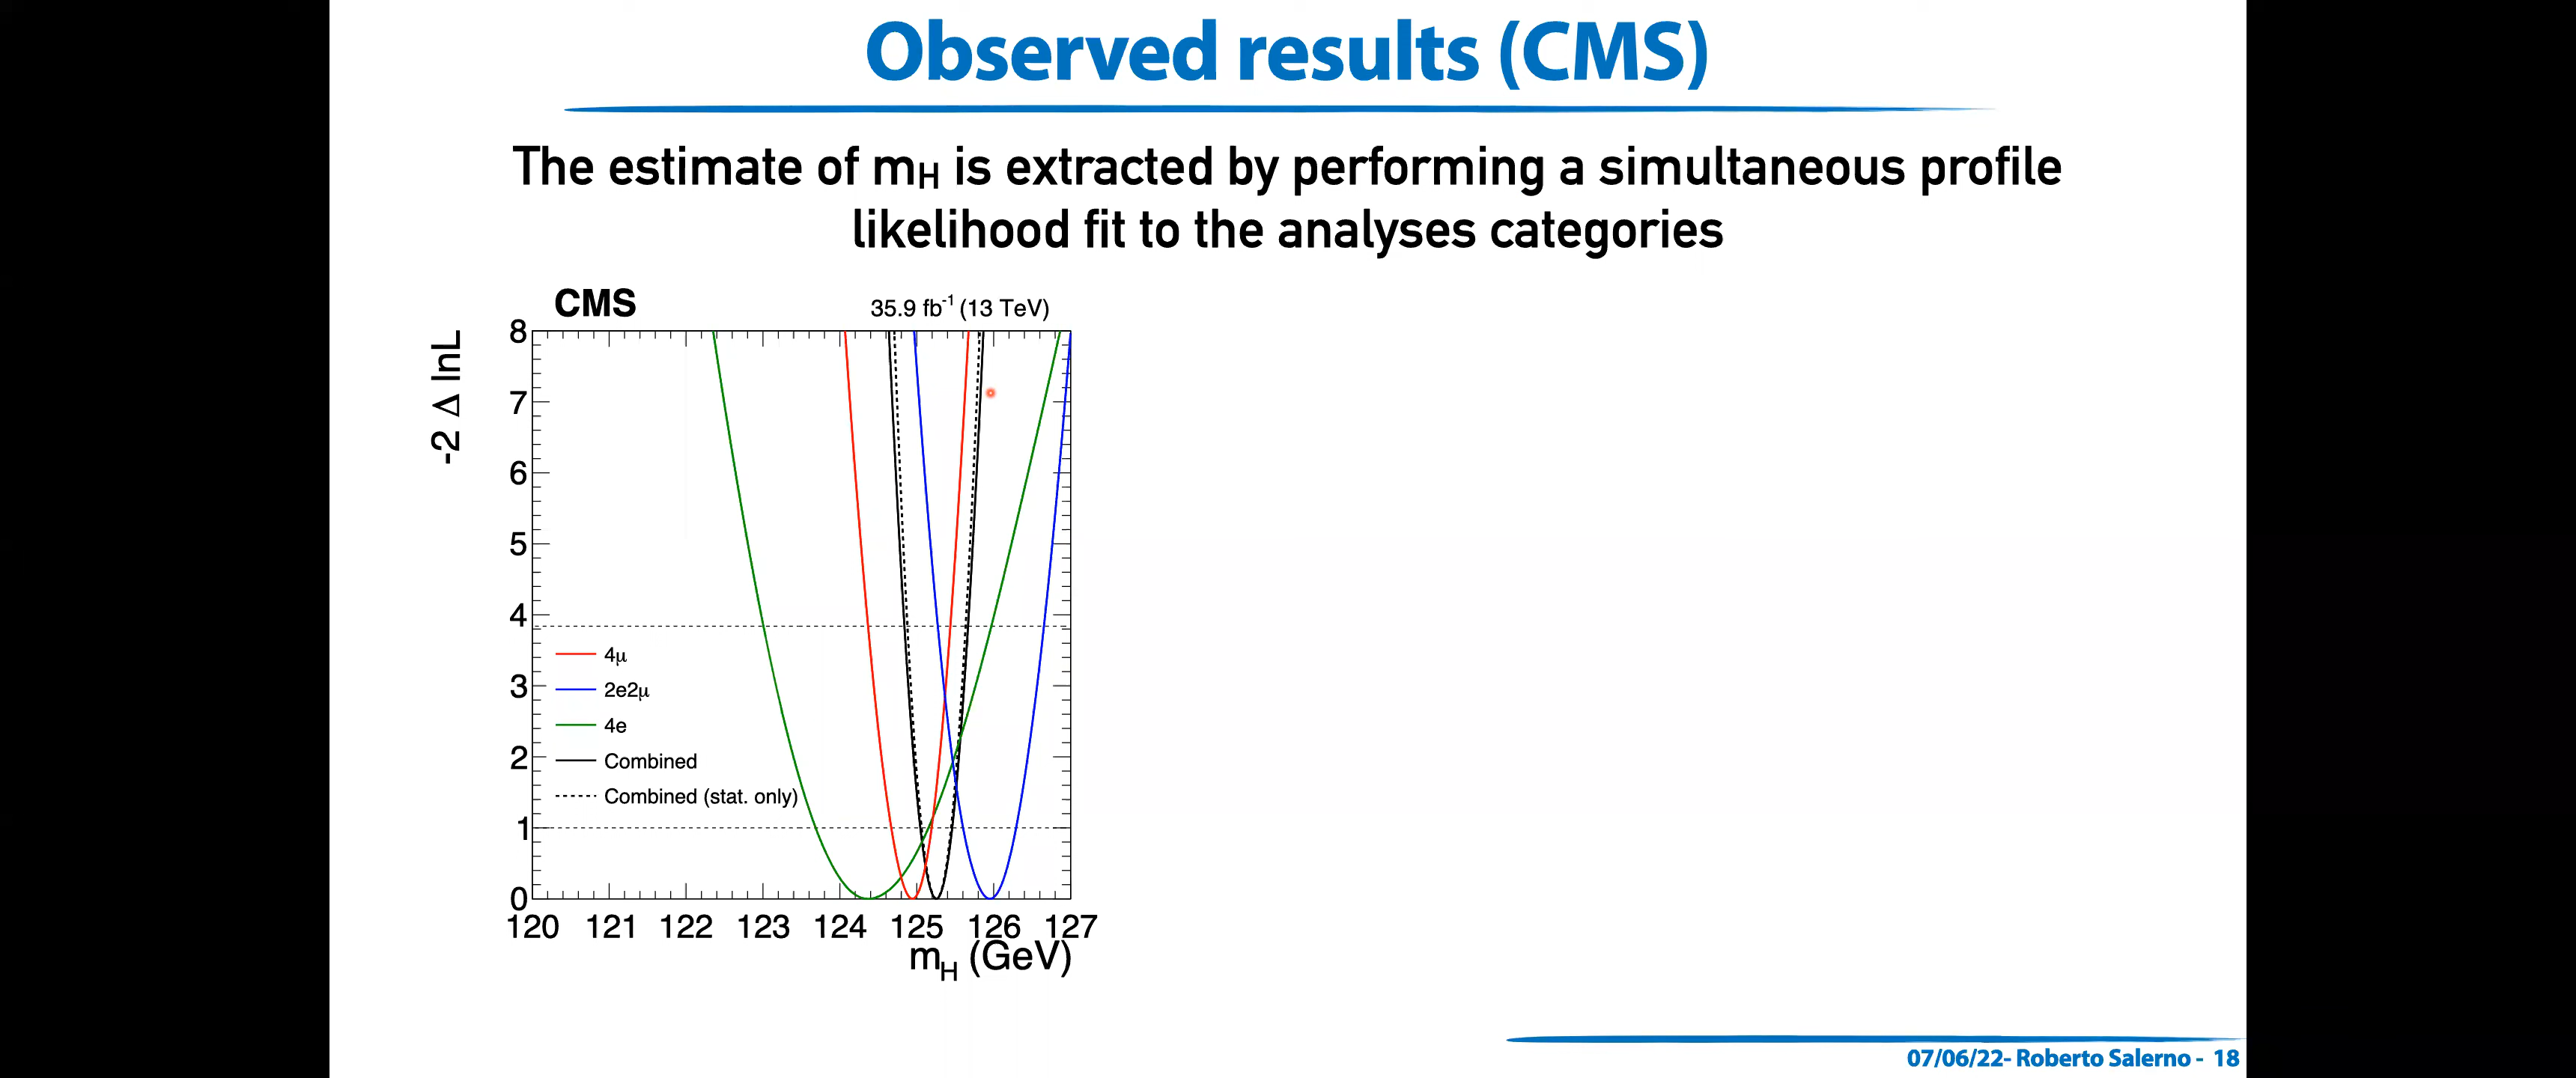 Observed results (CMS)
The estimate of mH is extracted by performing a simultaneous profile
likelihood fit to the analyses categories
CMS
35.9 fb-1 (13 TeV)
-2 Δ lnL
8
7
6
5
4
3
2
1
0
4μ
2e2μ
4e
Combined
Combined (stat. only)
120 121 122 123 124 125 126 127
mH (GeV)
07/06/22- Roberto Salerno - 18